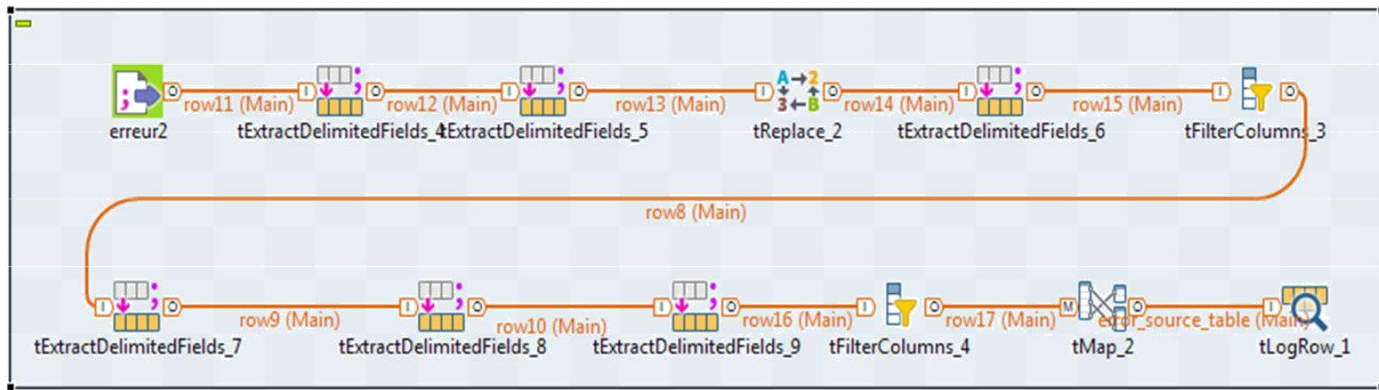 row11 (Main) row12 (Main) row13 (Main) row14 (Main) row15 (Main)
erreur2 tExtractDelimitedFields_4 tExtractDelimitedFields_5 tReplace_2 tExtractDelimitedFields_6 tFilterColumns_3
row8 (Main)
row9 (Main) row10 (Main) row16 (Main) row17 (Main) error_source_table (Main)
tExtractDelimitedFields_7 tExtractDelimitedFields_8 tExtractDelimitedFields_9 tFilterColumns_4 tMap_2 tLogRow_1